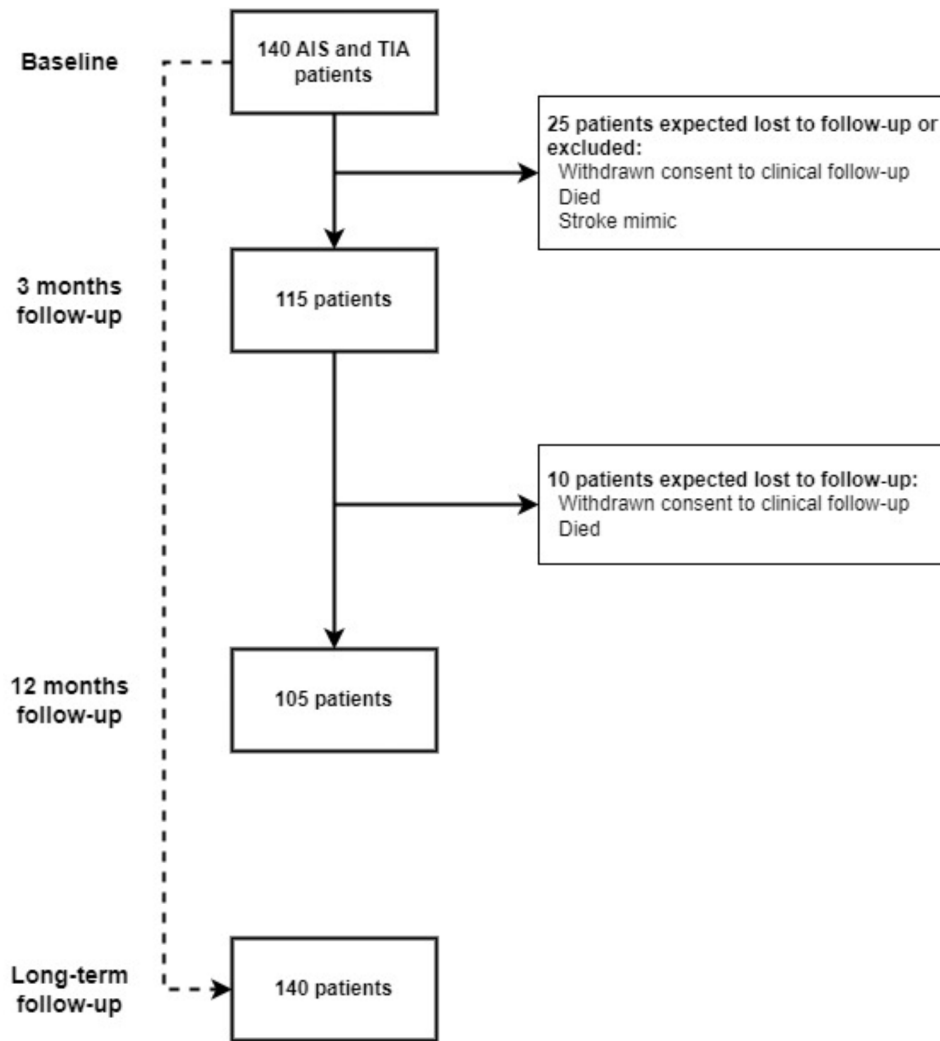 Baseline
140 AIS and TIA
patients
25 patients expected lost to follow-up or
excluded:
Withdrawn consent to clinical follow-up
Died
Stroke mimic
3 months
follow-up
115 patients
10 patients expected lost to follow-up:
Withdrawn consent to clinical follow-up
Died
12 months
follow-up
105 patients
Long-term
follow-up
140 patients